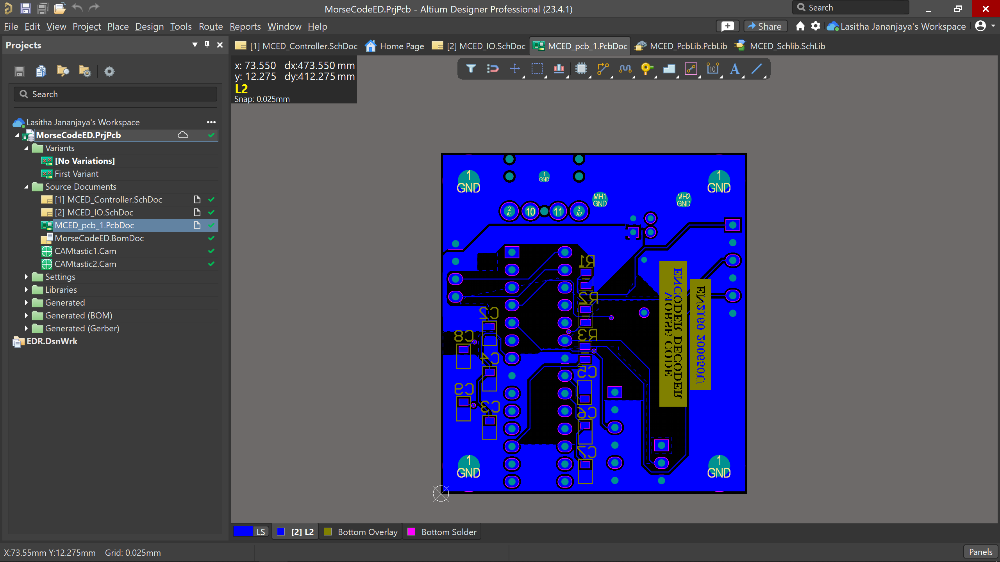 MorseCodeED.PrjPcb - Altium Designer Professional (23.4.1)
Search
File Edit View Project Place Design Tools Route Reports Window Help
Share
Lasitha Jananjaya's Workspace
Projects
[1] MCED_Controller.SchDoc
Home Page
[2] MCED_IO.SchDoc
MCED_pcb_1.PcbDoc
MCED_PcbLib.PcbLib
MCED_Schlib.SchLib
x: 73.550 dx:473.550 mm
y: 12.275 dy:412.275 mm
L2
Snap: 0.025mm
10
A
Search
Lasitha Jananjaya's Workspace
MorseCodeED.PrjPcb
Variants
[No Variations]
First Variant
Source Documents
[1] MCED_Controller.SchDoc
[2] MCED_IO.SchDoc
MCED_pcb_1.PcbDoc
MorseCodeED.BomDoc
CAMtastic1.Cam
CAMtastic2.Cam
Settings
Libraries
Generated
Generated (BOM)
Generated (Gerber)
EDR.DsnWrk
1
GND
1
GND
1
GND
MH1
GND
MH2
GND
2
A1
10
11
3
A2
R1
R2
C2
C8
R3
C4
C5
C9
C3
C6
C7
MORSE CODE
ENCODER DECODER
EN2160 200650U
1
GND
1
GND
LS
[2] L2
Bottom Overlay
Bottom Solder
X:73.55mm Y:12.275mm Grid: 0.025mm
Panels